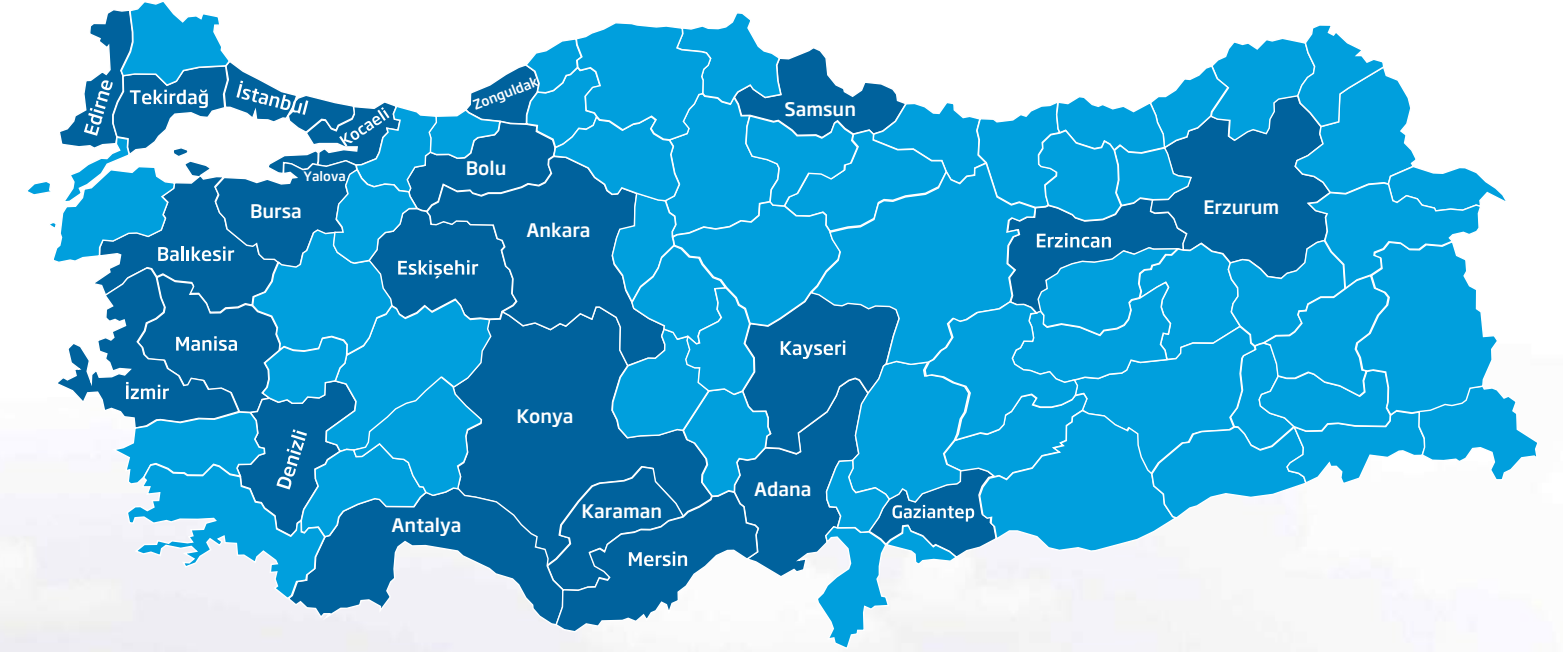 Edirne
Tekirdağ
İstanbul
Kocaeli
Yalova
Zonguldak
Bolu
Samsun
Bursa
Ankara
Erzurum
Erzincan
Balıkesir
Eskişehir
Manisa
Kayseri
İzmir
Konya
Denizli
Adana
Antalya
Karaman
Gaziantep
Mersin